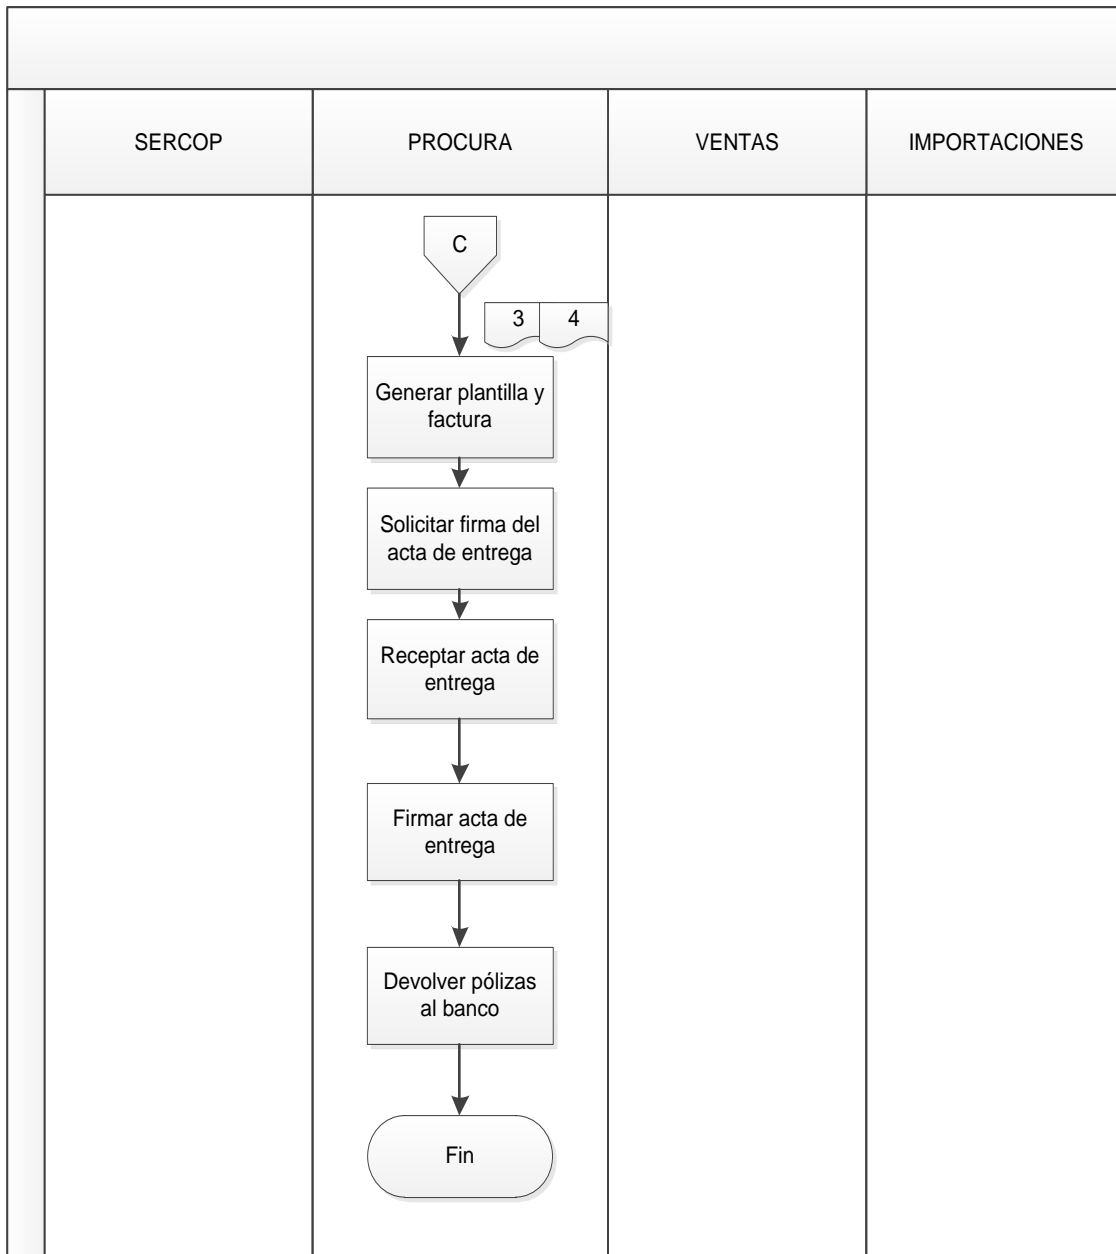 SERCOP
PROCURA
VENTAS
IMPORTACIONES
C
3
4
Generar plantilla y
factura
Solicitar firma del
acta de entrega
Receptar acta de
entrega
Firmar acta de
entrega
Devolver pólizas
al banco
Fin